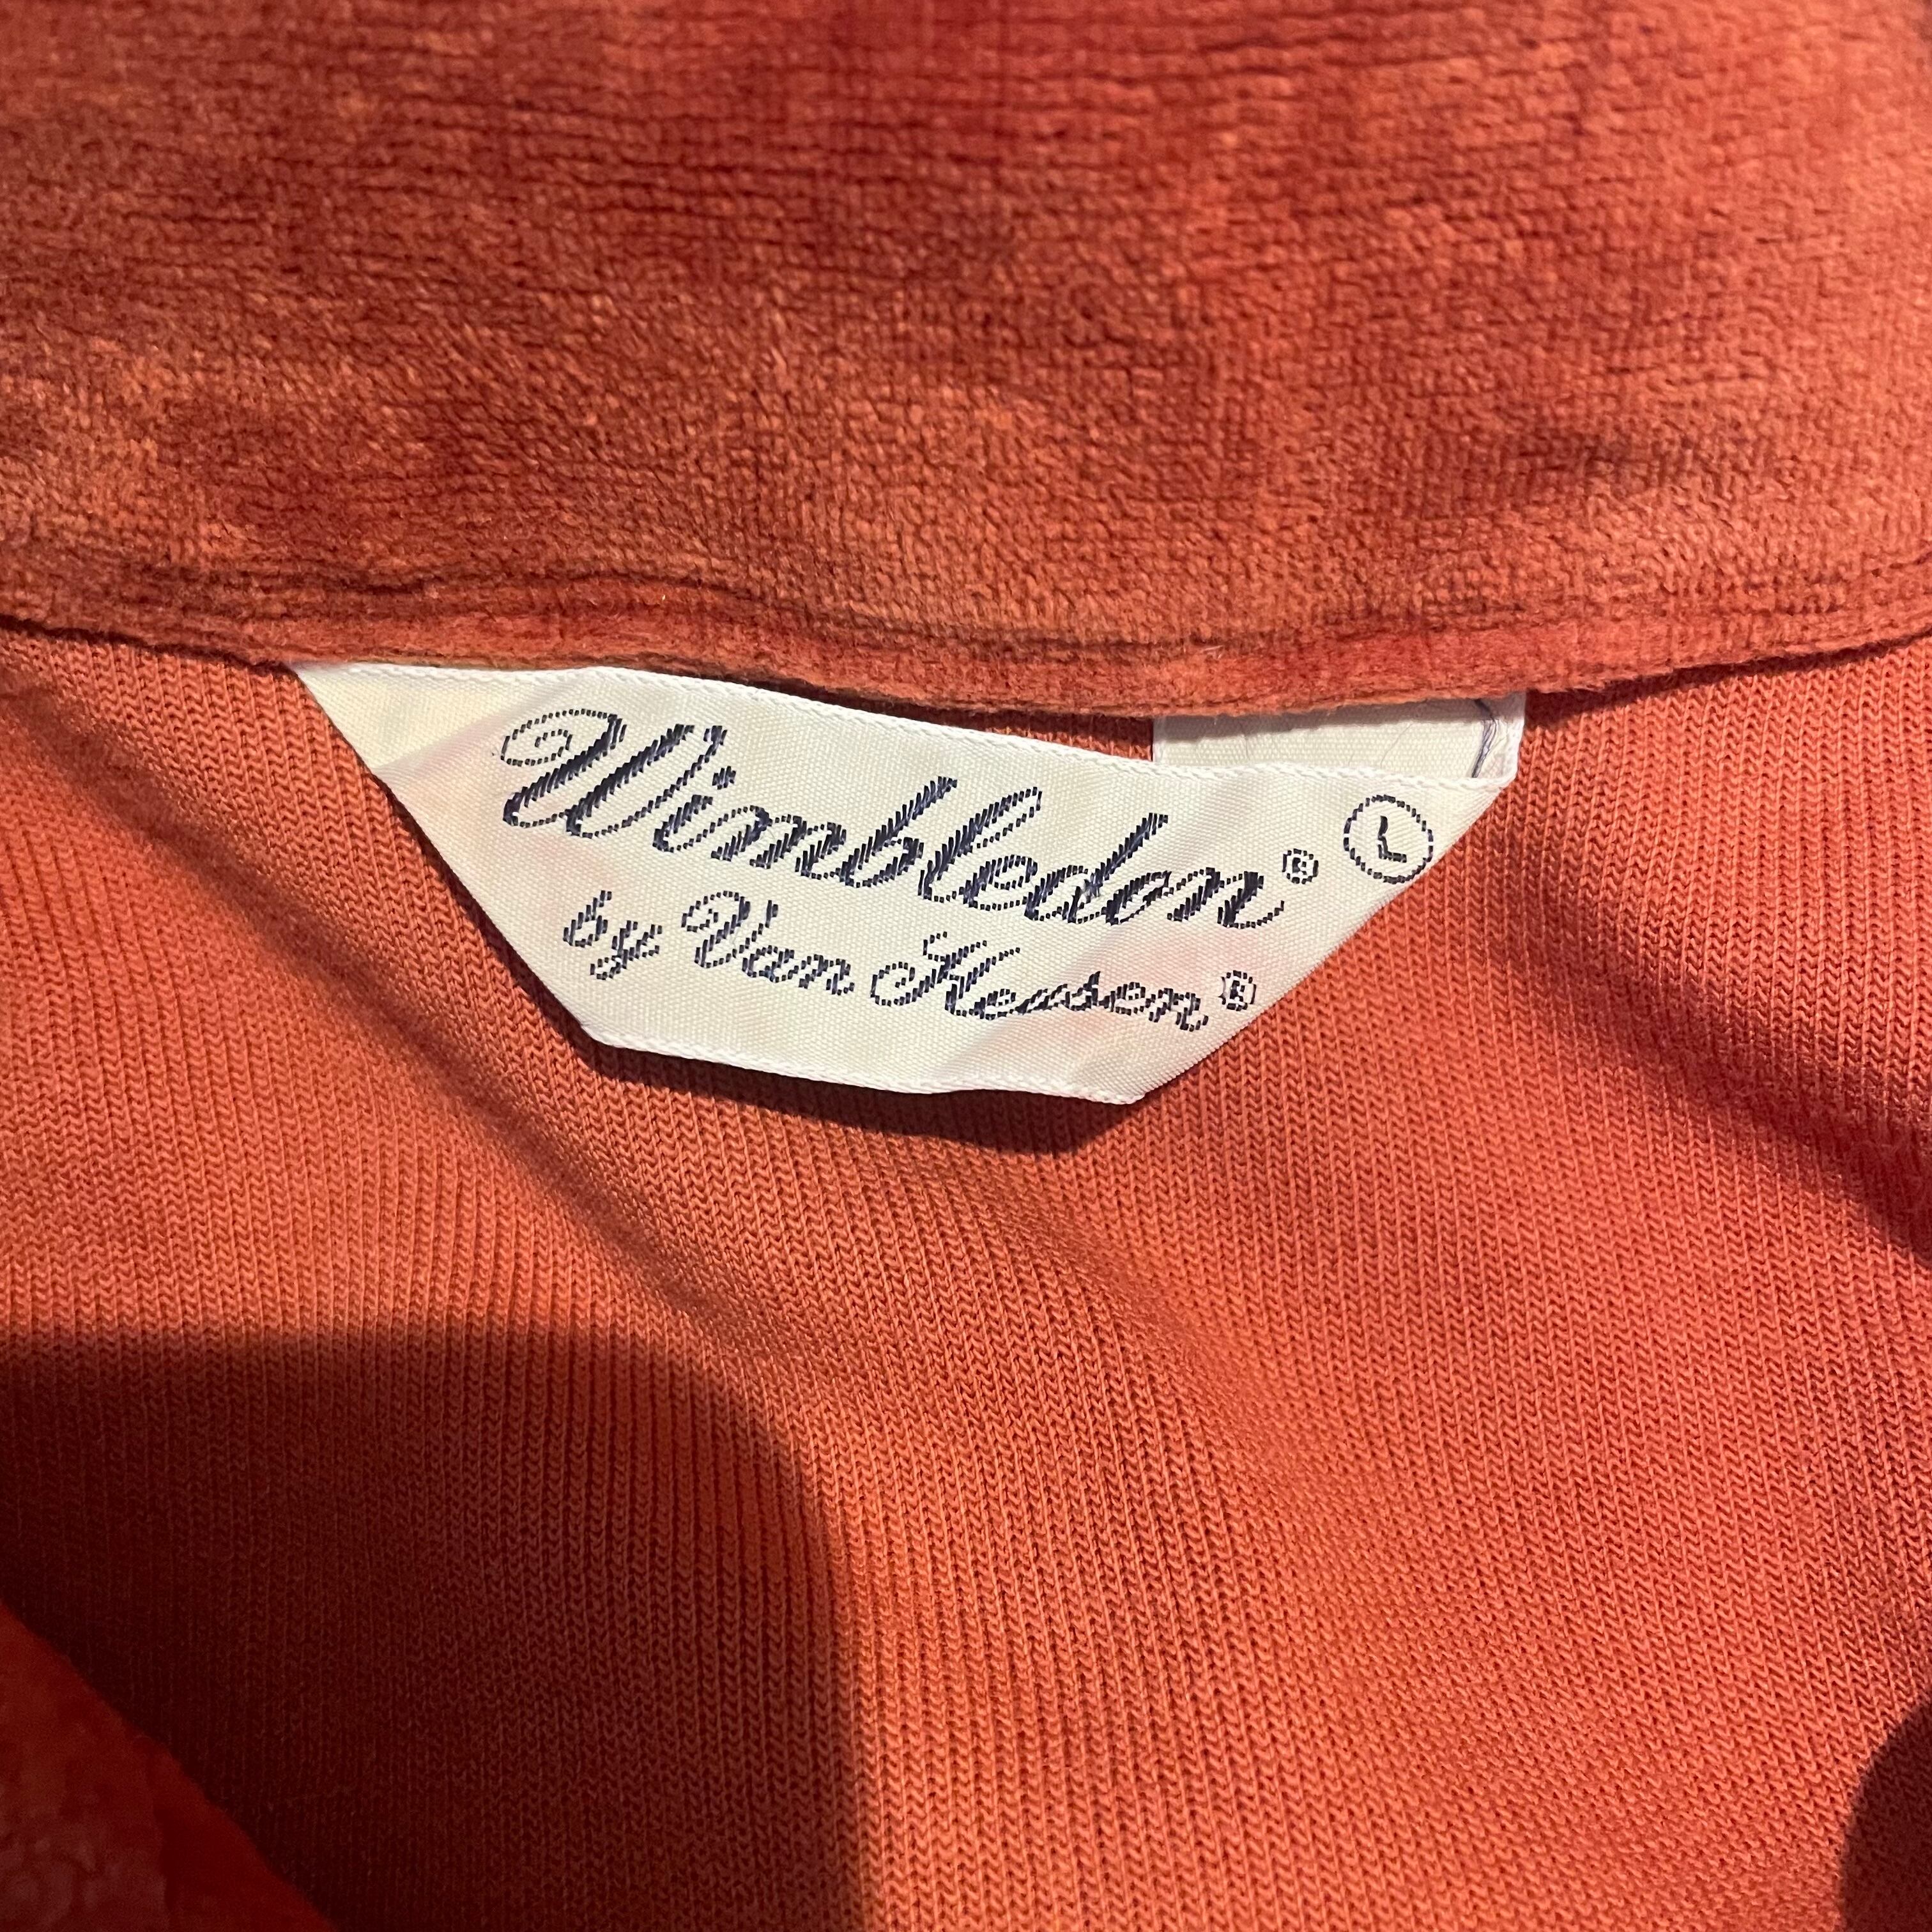 Wimbledon® L
by Van Heusen®